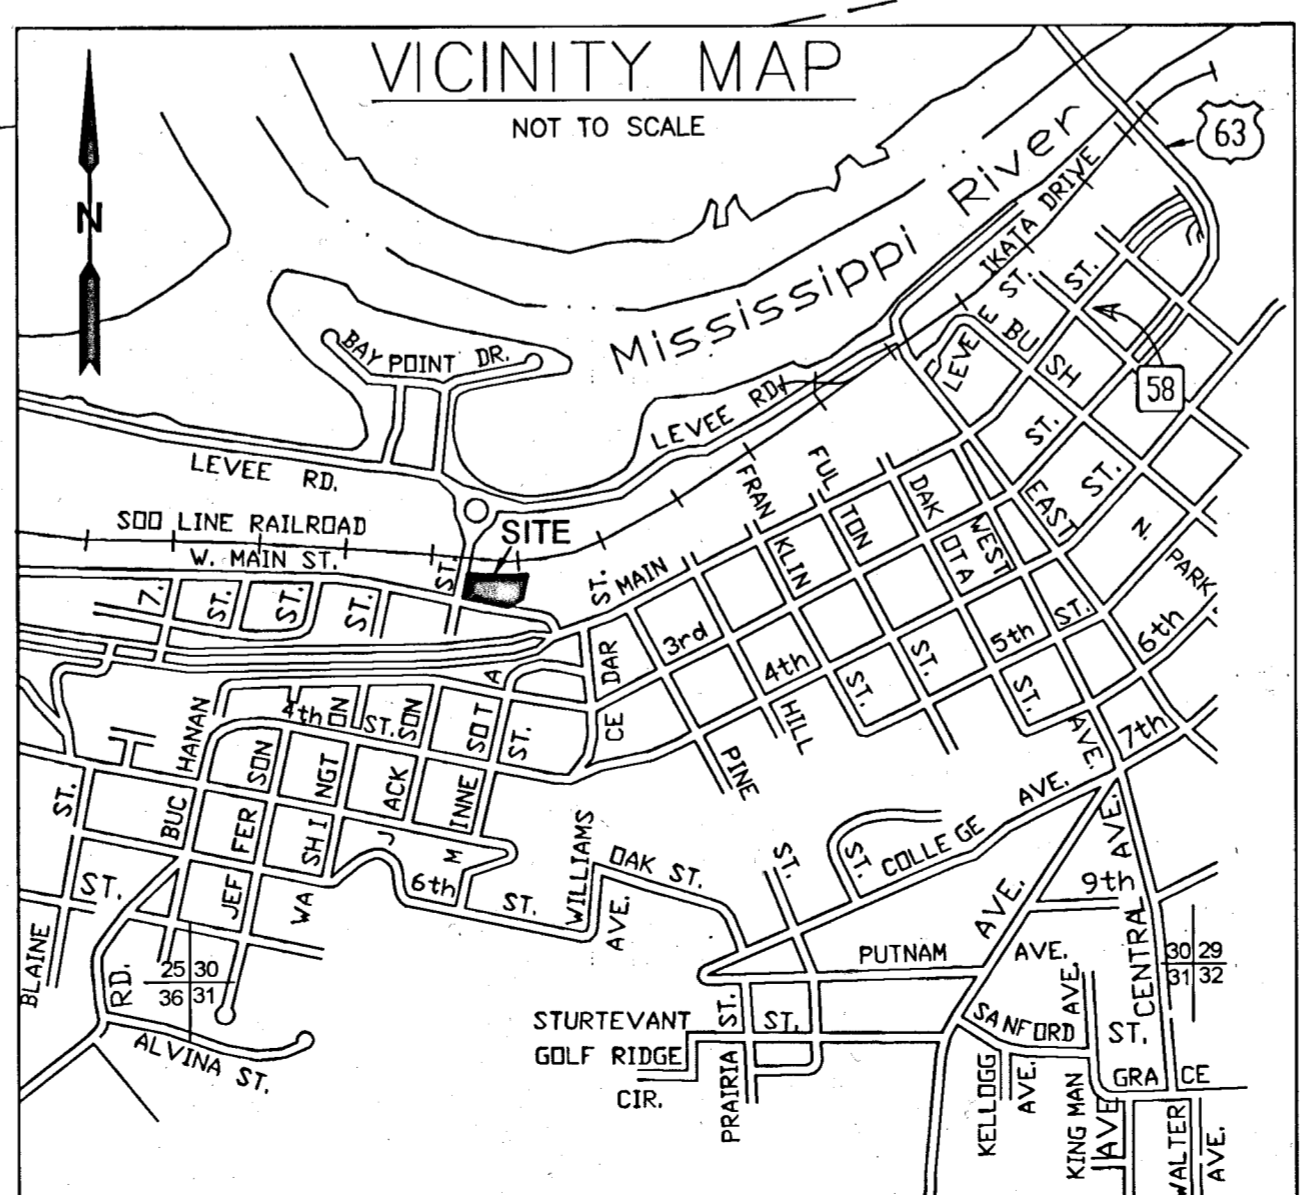 VICINITY MAP
NOT TO SCALE
N
63
Mississippi River
IKATA DRIVE
LEVEE ST.
BUSH ST.
58
BAY POINT DR.
LEVEE RD.
LEVEE RD.
SOO LINE RAILROAD
W. MAIN ST.
SITE
ST.
7.
ST.
ST.
ST.
ST.
MAIN
ST.
FRANKLIN
FULTON
DAKOTA
WEST
EAST
ST.
N. PARK
3rd
4th
5th
ST.
6th
7th
ST.
ST.
ST.
AVE
CEDAR
HILL
PINE
BUCHANAN
4th
ST.
JEFFERSON
WASHINGTON
JACKSON
MINNESOTA
ST.
6th
ST.
ST.
ST.
BLAINE
RD.
25 30
36 31
ALVINA ST.
WILLIAMS
AVE.
OAK ST.
ST.
ST.
COLLEGE
AVE.
AVE.
9th
CENTRAL
AVE.
30 29
31 32
PUTNAM
AVE.
STURTEVANT
ST.
ST.
GOLF RIDGE
CIR.
PRAIRIA
SANFORD
ST.
AVE.
GRACE
KELLOGG
AVE.
KINGMAN
AVE
WALTER
AVE.